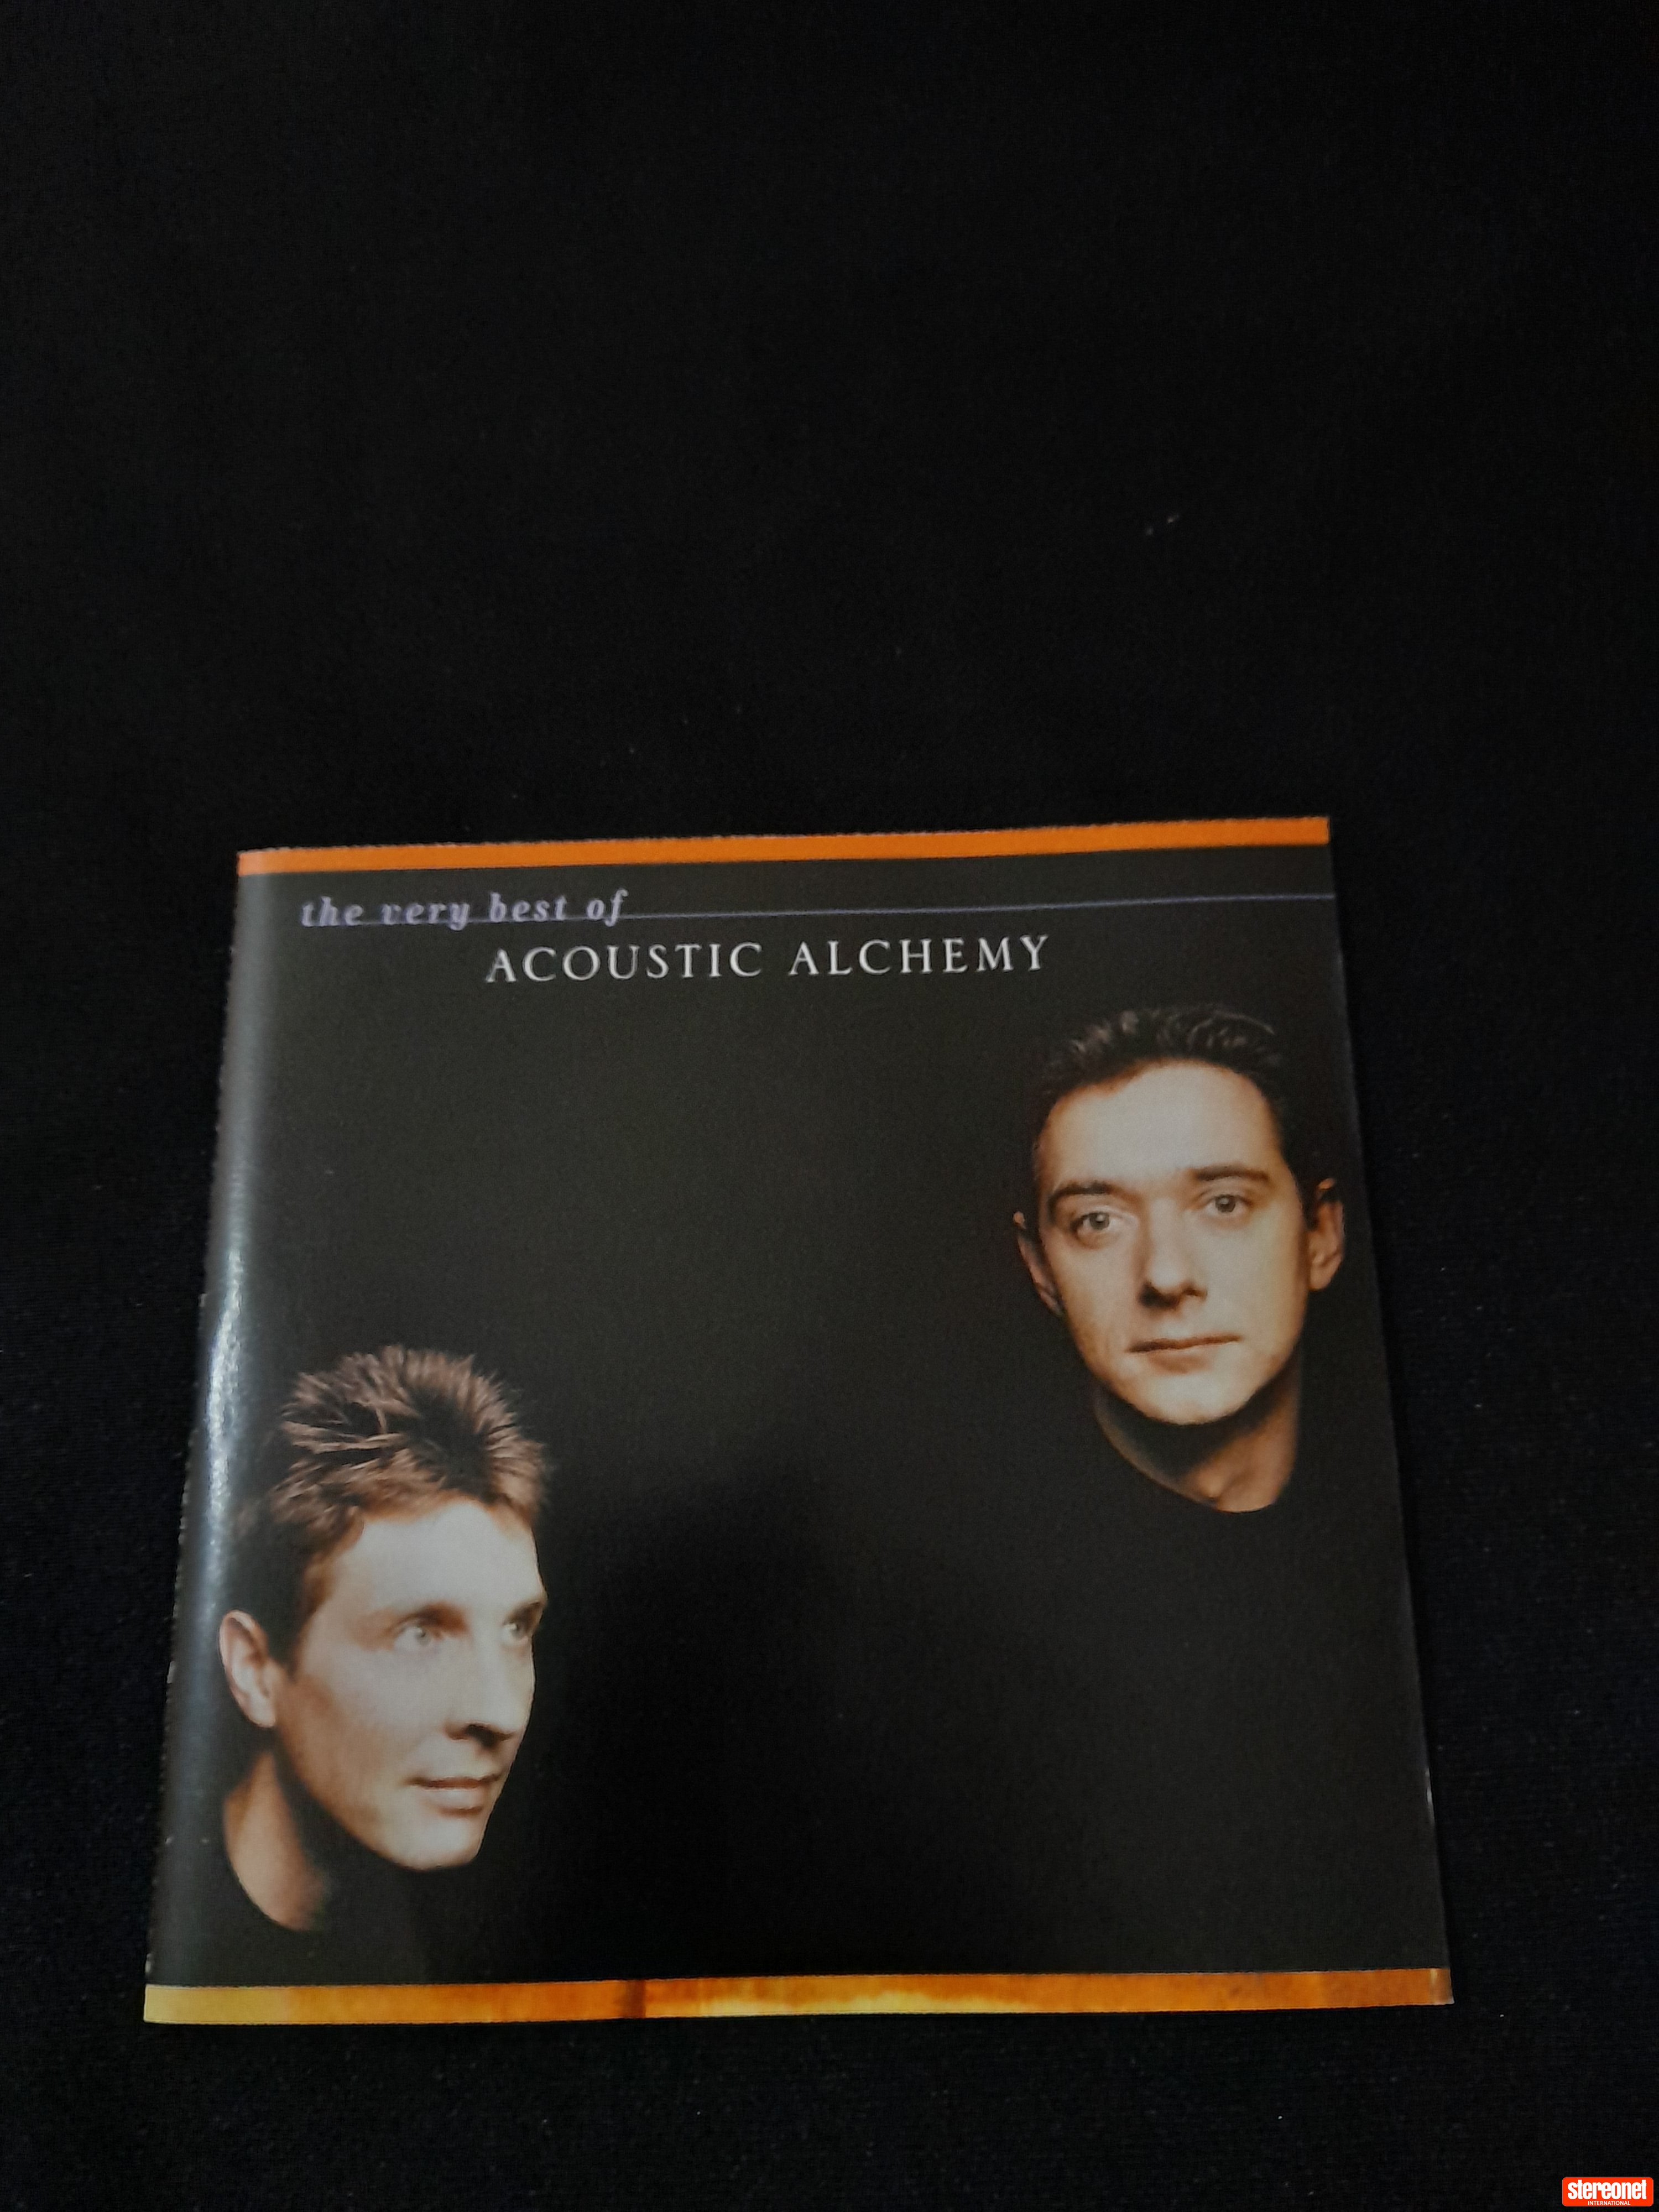 the very best of
ACOUSTIC ALCHEMY
stereonet
INTERNATIONAL